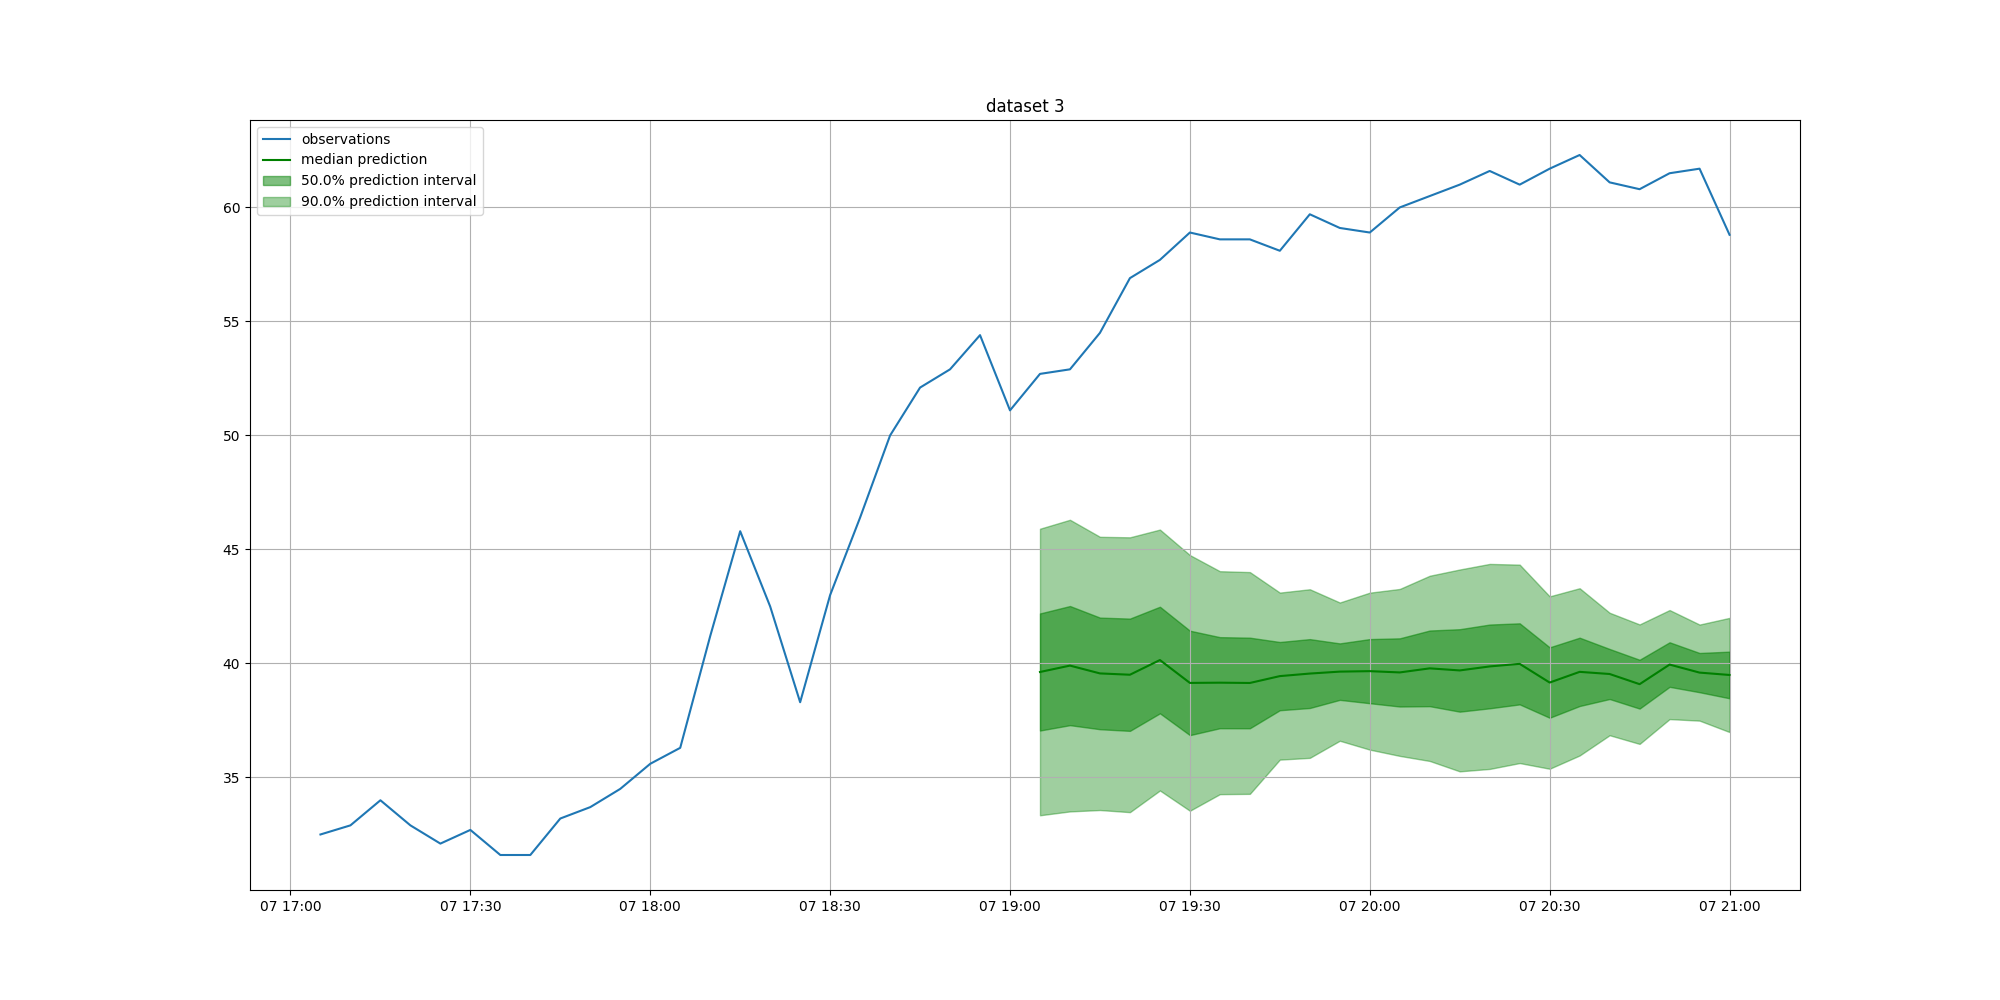 dataset 3
observations
median prediction
50.0% prediction interval
90.0% prediction interval
60
55
50
45
40
35
07 17:00 07 17:30 07 18:00 07 18:30 07 19:00 07 19:30 07 20:00 07 20:30 07 21:00